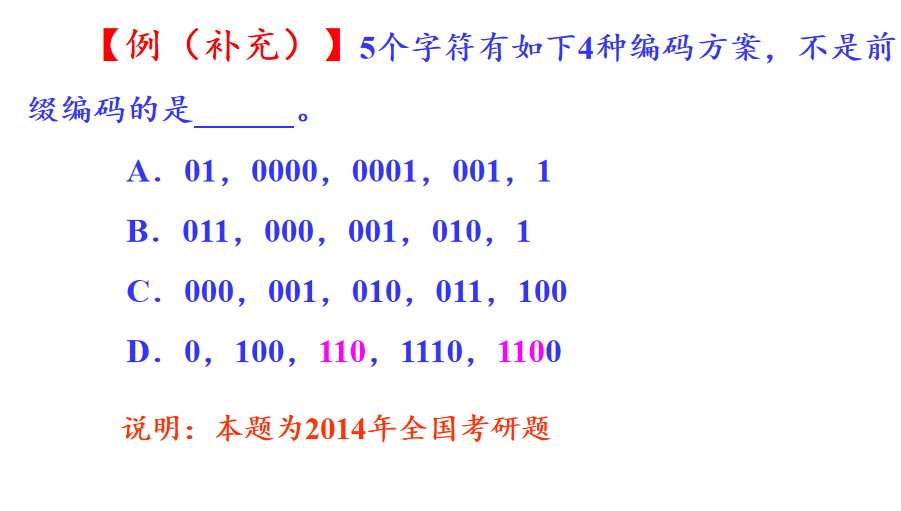 【例（补充）】5个字符有如下4种编码方案，不是前
缀编码的是______。
A．01，0000，0001，001，1
B．011，000，001，010，1
C．000，001，010，011，100
D．0，100，110，1110，1100
说明：本题为2014年全国考研题